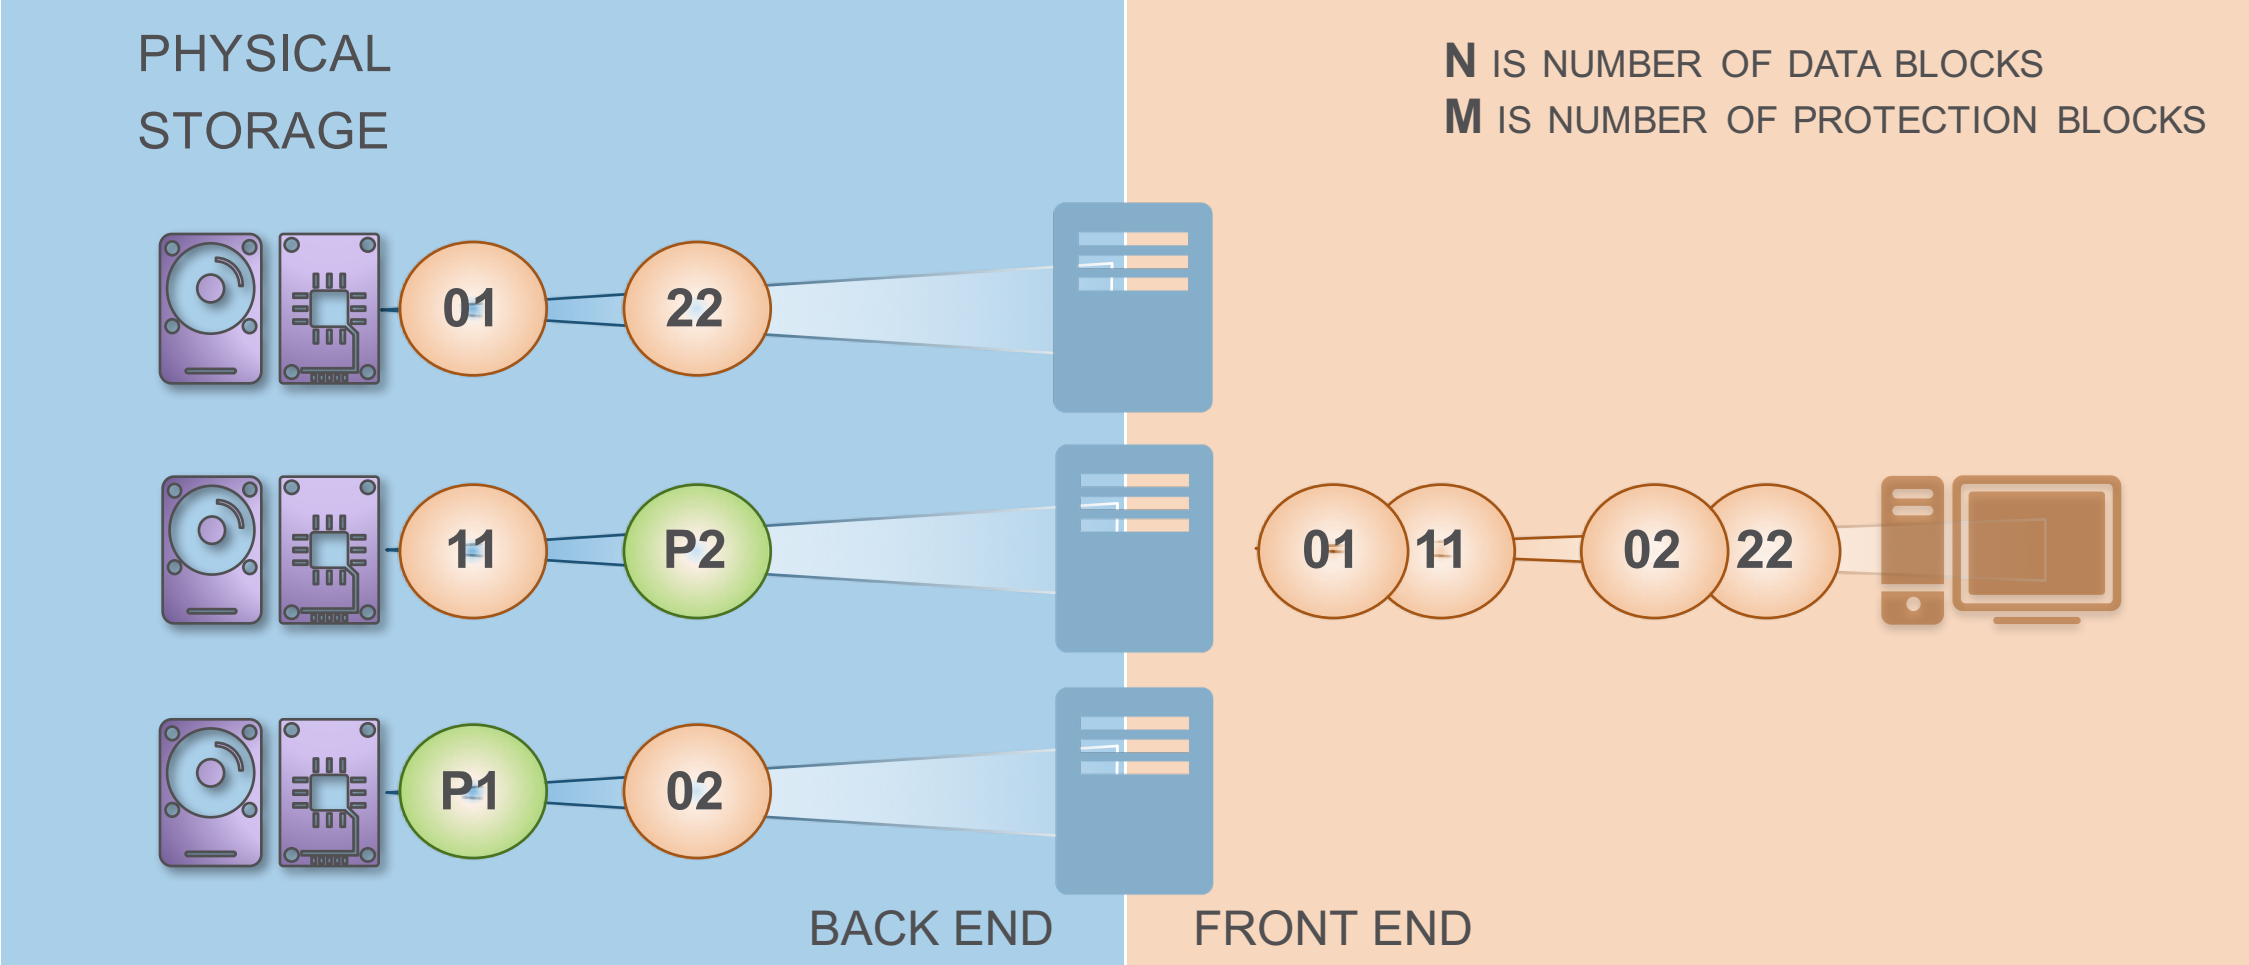 PHYSICAL
STORAGE
N IS NUMBER OF DATA BLOCKS
M IS NUMBER OF PROTECTION BLOCKS
01 22
11 P2 01 11 02 22
P1 02
BACK END FRONT END